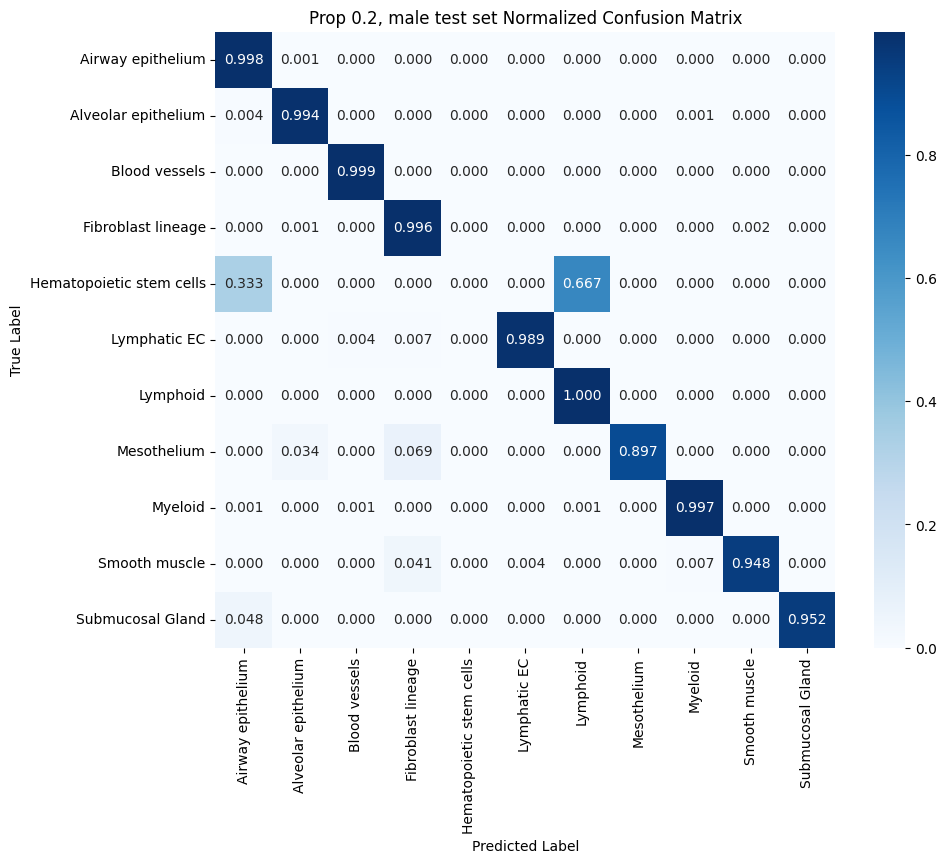 Prop 0.2, male test set Normalized Confusion Matrix
True Label
Airway epithelium 0.998 0.001 0.000 0.000 0.000 0.000 0.000 0.000 0.000 0.000 0.000
Alveolar epithelium 0.004 0.994 0.000 0.000 0.000 0.000 0.000 0.000 0.001 0.000 0.000
Blood vessels 0.000 0.000 0.999 0.000 0.000 0.000 0.000 0.000 0.000 0.000 0.000
Fibroblast lineage 0.000 0.001 0.000 0.996 0.000 0.000 0.000 0.000 0.000 0.002 0.000
Hematopoietic stem cells 0.333 0.000 0.000 0.000 0.000 0.000 0.667 0.000 0.000 0.000 0.000
Lymphatic EC 0.000 0.000 0.004 0.007 0.000 0.989 0.000 0.000 0.000 0.000 0.000
Lymphoid 0.000 0.000 0.000 0.000 0.000 0.000 1.000 0.000 0.000 0.000 0.000
Mesothelium 0.000 0.034 0.000 0.069 0.000 0.000 0.000 0.897 0.000 0.000 0.000
Myeloid 0.001 0.000 0.001 0.000 0.000 0.000 0.001 0.000 0.997 0.000 0.000
Smooth muscle 0.000 0.000 0.000 0.041 0.000 0.004 0.000 0.000 0.007 0.948 0.000
Submucosal Gland 0.048 0.000 0.000 0.000 0.000 0.000 0.000 0.000 0.000 0.000 0.952
Airway epithelium
Alveolar epithelium
Blood vessels
Fibroblast lineage
Hematopoietic stem cells
Lymphatic EC
Lymphoid
Mesothelium
Myeloid
Smooth muscle
Submucosal Gland
Predicted Label
0.8
0.6
0.4
0.2
0.0